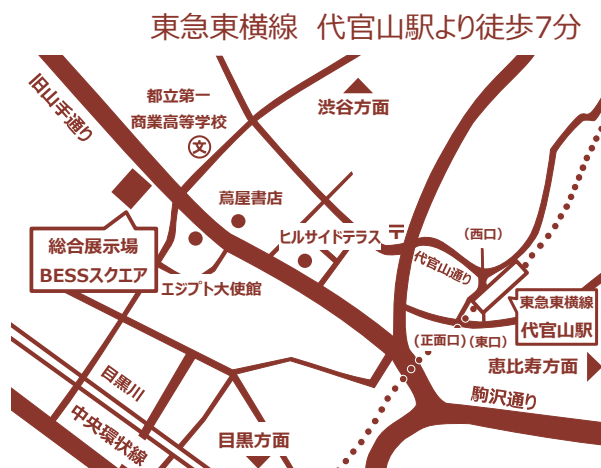 東急東横線 代官山駅より徒歩7分
旧山手通り
都立第一
商業高等学校
文
渋谷方面
蔦屋書店
ヒルサイドテラス
〒
(西口)
代官山通り
総合展示場
BESSスクエア
エジプト大使館
東急東横線
代官山駅
(正面口)
(東口)
恵比寿方面
駒沢通り
目黒川
中央環状線
目黒方面